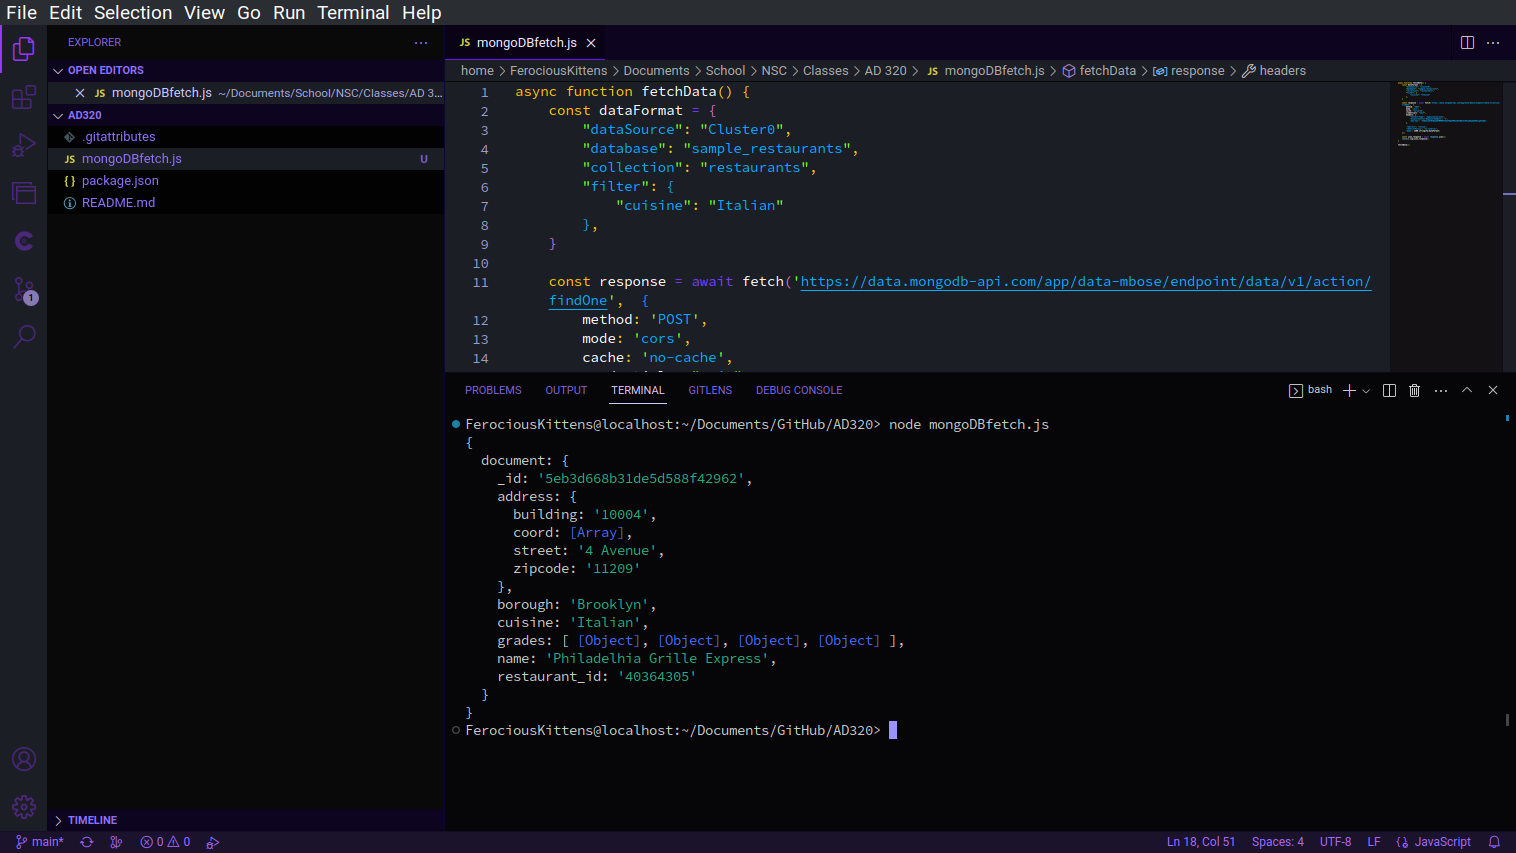 File Edit Selection View Go Run Terminal Help
EXPLORER
OPEN EDITORS
mongoDBfetch.js ~/Documents/School/NSC/Classes/AD 3...
AD320
.gitattributes
mongoDBfetch.js U
package.json
README.md
TIMELINE
1
mongoDBfetch.js
home > FerociousKittens > Documents > School > NSC > Classes > AD 320 > mongoDBfetch.js > fetchData > response > headers
1 async function fetchData() {
2 const dataFormat = {
3 "dataSource": "Cluster0",
4 "database": "sample_restaurants",
5 "collection": "restaurants",
6 "filter": {
7 "cuisine": "Italian"
8 },
9 }
10
11 const response = await fetch('https://data.mongodb-api.com/app/data-mbose/endpoint/data/v1/action/
findOne', {
12 method: 'POST',
13 mode: 'cors',
14 cache: 'no-cache',
PROBLEMS OUTPUT TERMINAL GITLENS DEBUG CONSOLE
bash
FerociousKittens@localhost:~/Documents/GitHub/AD320> node mongoDBfetch.js
{
document: {
_id: '5eb3d668b31de5d588f42962',
address: {
building: '10004',
coord: [Array],
street: '4 Avenue',
zipcode: '11209'
},
borough: 'Brooklyn',
cuisine: 'Italian',
grades: [ [Object], [Object], [Object], [Object] ],
name: 'Philadelhia Grille Express',
restaurant_id: '40364305'
}
}
FerociousKittens@localhost:~/Documents/GitHub/AD320>
main* 0 0 Ln 18, Col 51 Spaces: 4 UTF-8 LF JavaScript